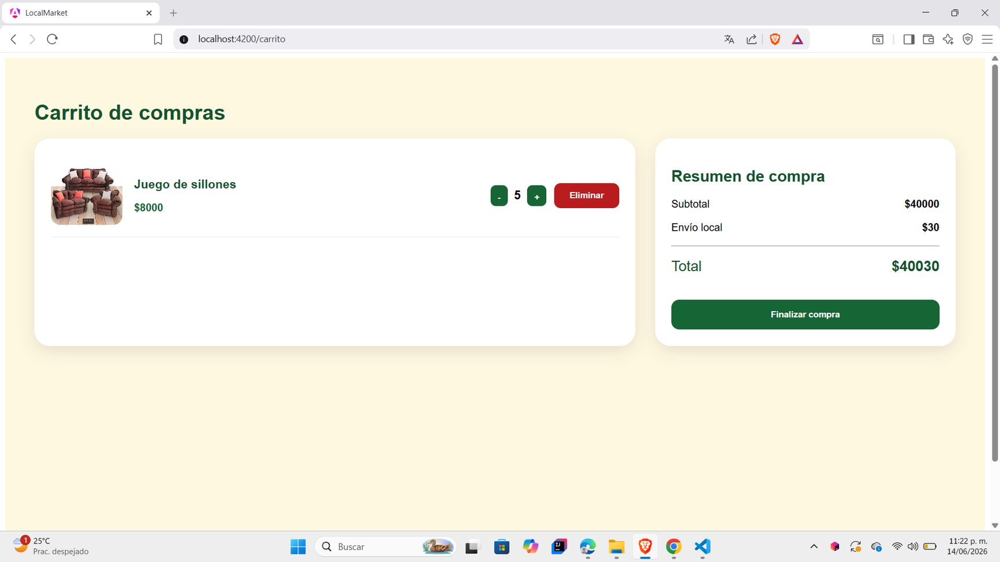 LocalMarket
localhost:4200/carrito
Carrito de compras
Juego de sillones
$8000
- 5 + Eliminar
Resumen de compra
Subtotal $40000
Envío local $30
Total $40030
Finalizar compra
1
25°C
Prac. despejado
Buscar
11:22 p. m.
14/06/2026